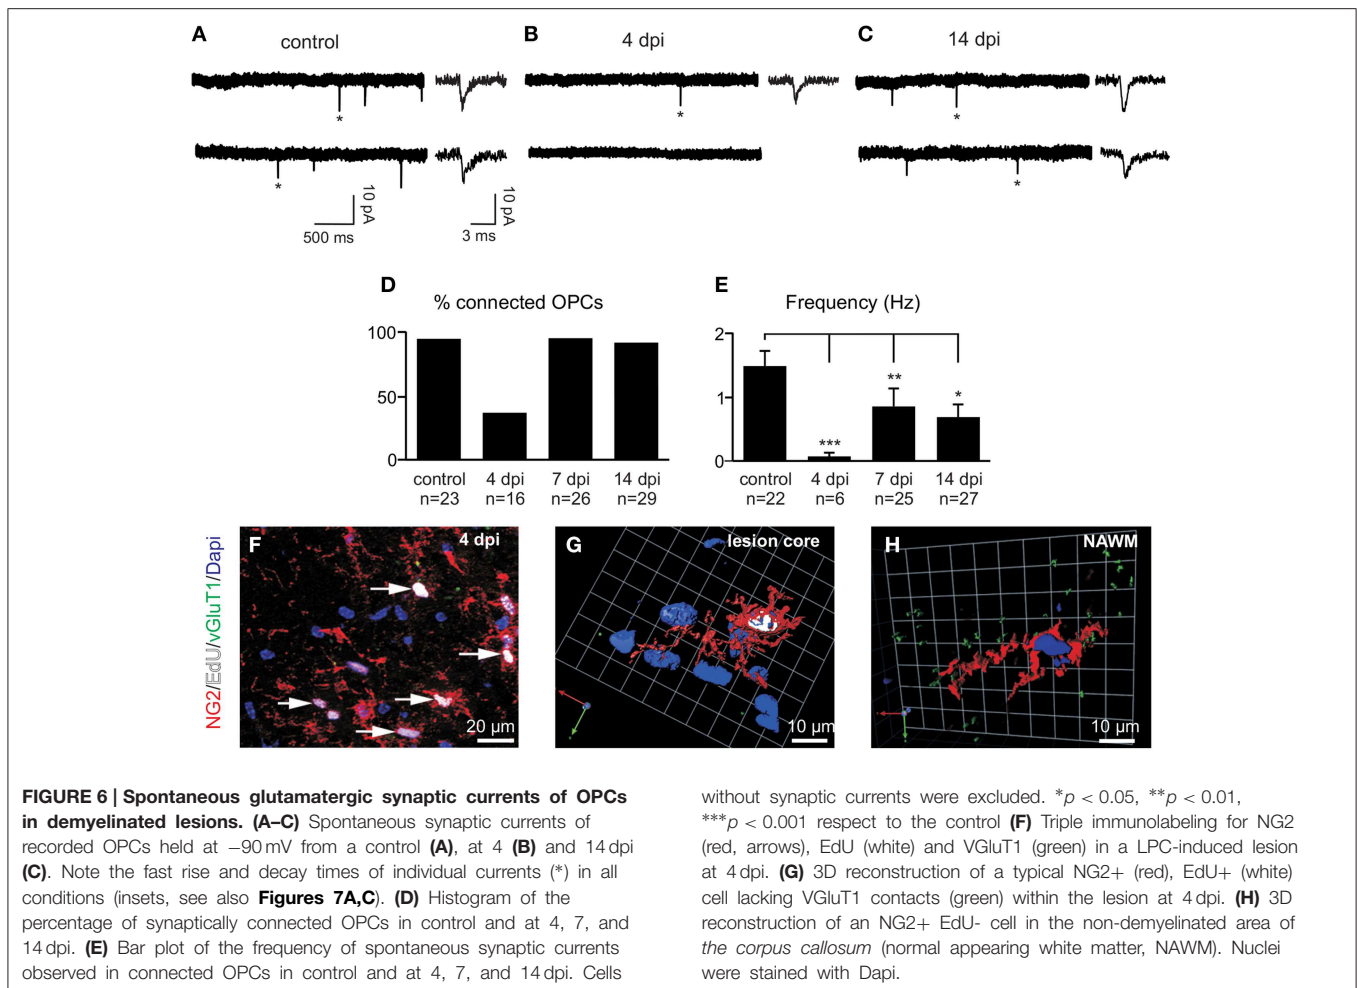 A
control
B
4 dpi
C
14 dpi
*
*
*
*
*
10 pA
500 ms
10 pA
3 ms
D
% connected OPCs
100
50
0
control
n=23
4 dpi
n=16
7 dpi
n=26
14 dpi
n=29
E
Frequency (Hz)
2
1
0
***
**
*
control
n=22
4 dpi
n=6
7 dpi
n=25
14 dpi
n=27
NG2/EdU/vGluT1/Dapi
F
4 dpi
20 µm
G
lesion core
10 µm
H
NAWM
10 µm
FIGURE 6 | Spontaneous glutamatergic synaptic currents of OPCs
in demyelinated lesions. (A–C) Spontaneous synaptic currents of
recorded OPCs held at −90 mV from a control (A), at 4 (B) and 14 dpi
(C). Note the fast rise and decay times of individual currents (*) in all
conditions (insets, see also Figures 7A,C). (D) Histogram of the
percentage of synaptically connected OPCs in control and at 4, 7, and
14 dpi. (E) Bar plot of the frequency of spontaneous synaptic currents
observed in connected OPCs in control and at 4, 7, and 14 dpi. Cells
without synaptic currents were excluded. *p < 0.05, **p < 0.01,
***p < 0.001 respect to the control (F) Triple immunolabeling for NG2
(red, arrows), EdU (white) and VGluT1 (green) in a LPC-induced lesion
at 4 dpi. (G) 3D reconstruction of a typical NG2+ (red), EdU+ (white)
cell lacking VGluT1 contacts (green) within the lesion at 4 dpi. (H) 3D
reconstruction of an NG2+ EdU- cell in the non-demyelinated area of
the corpus callosum (normal appearing white matter, NAWM). Nuclei
were stained with Dapi.